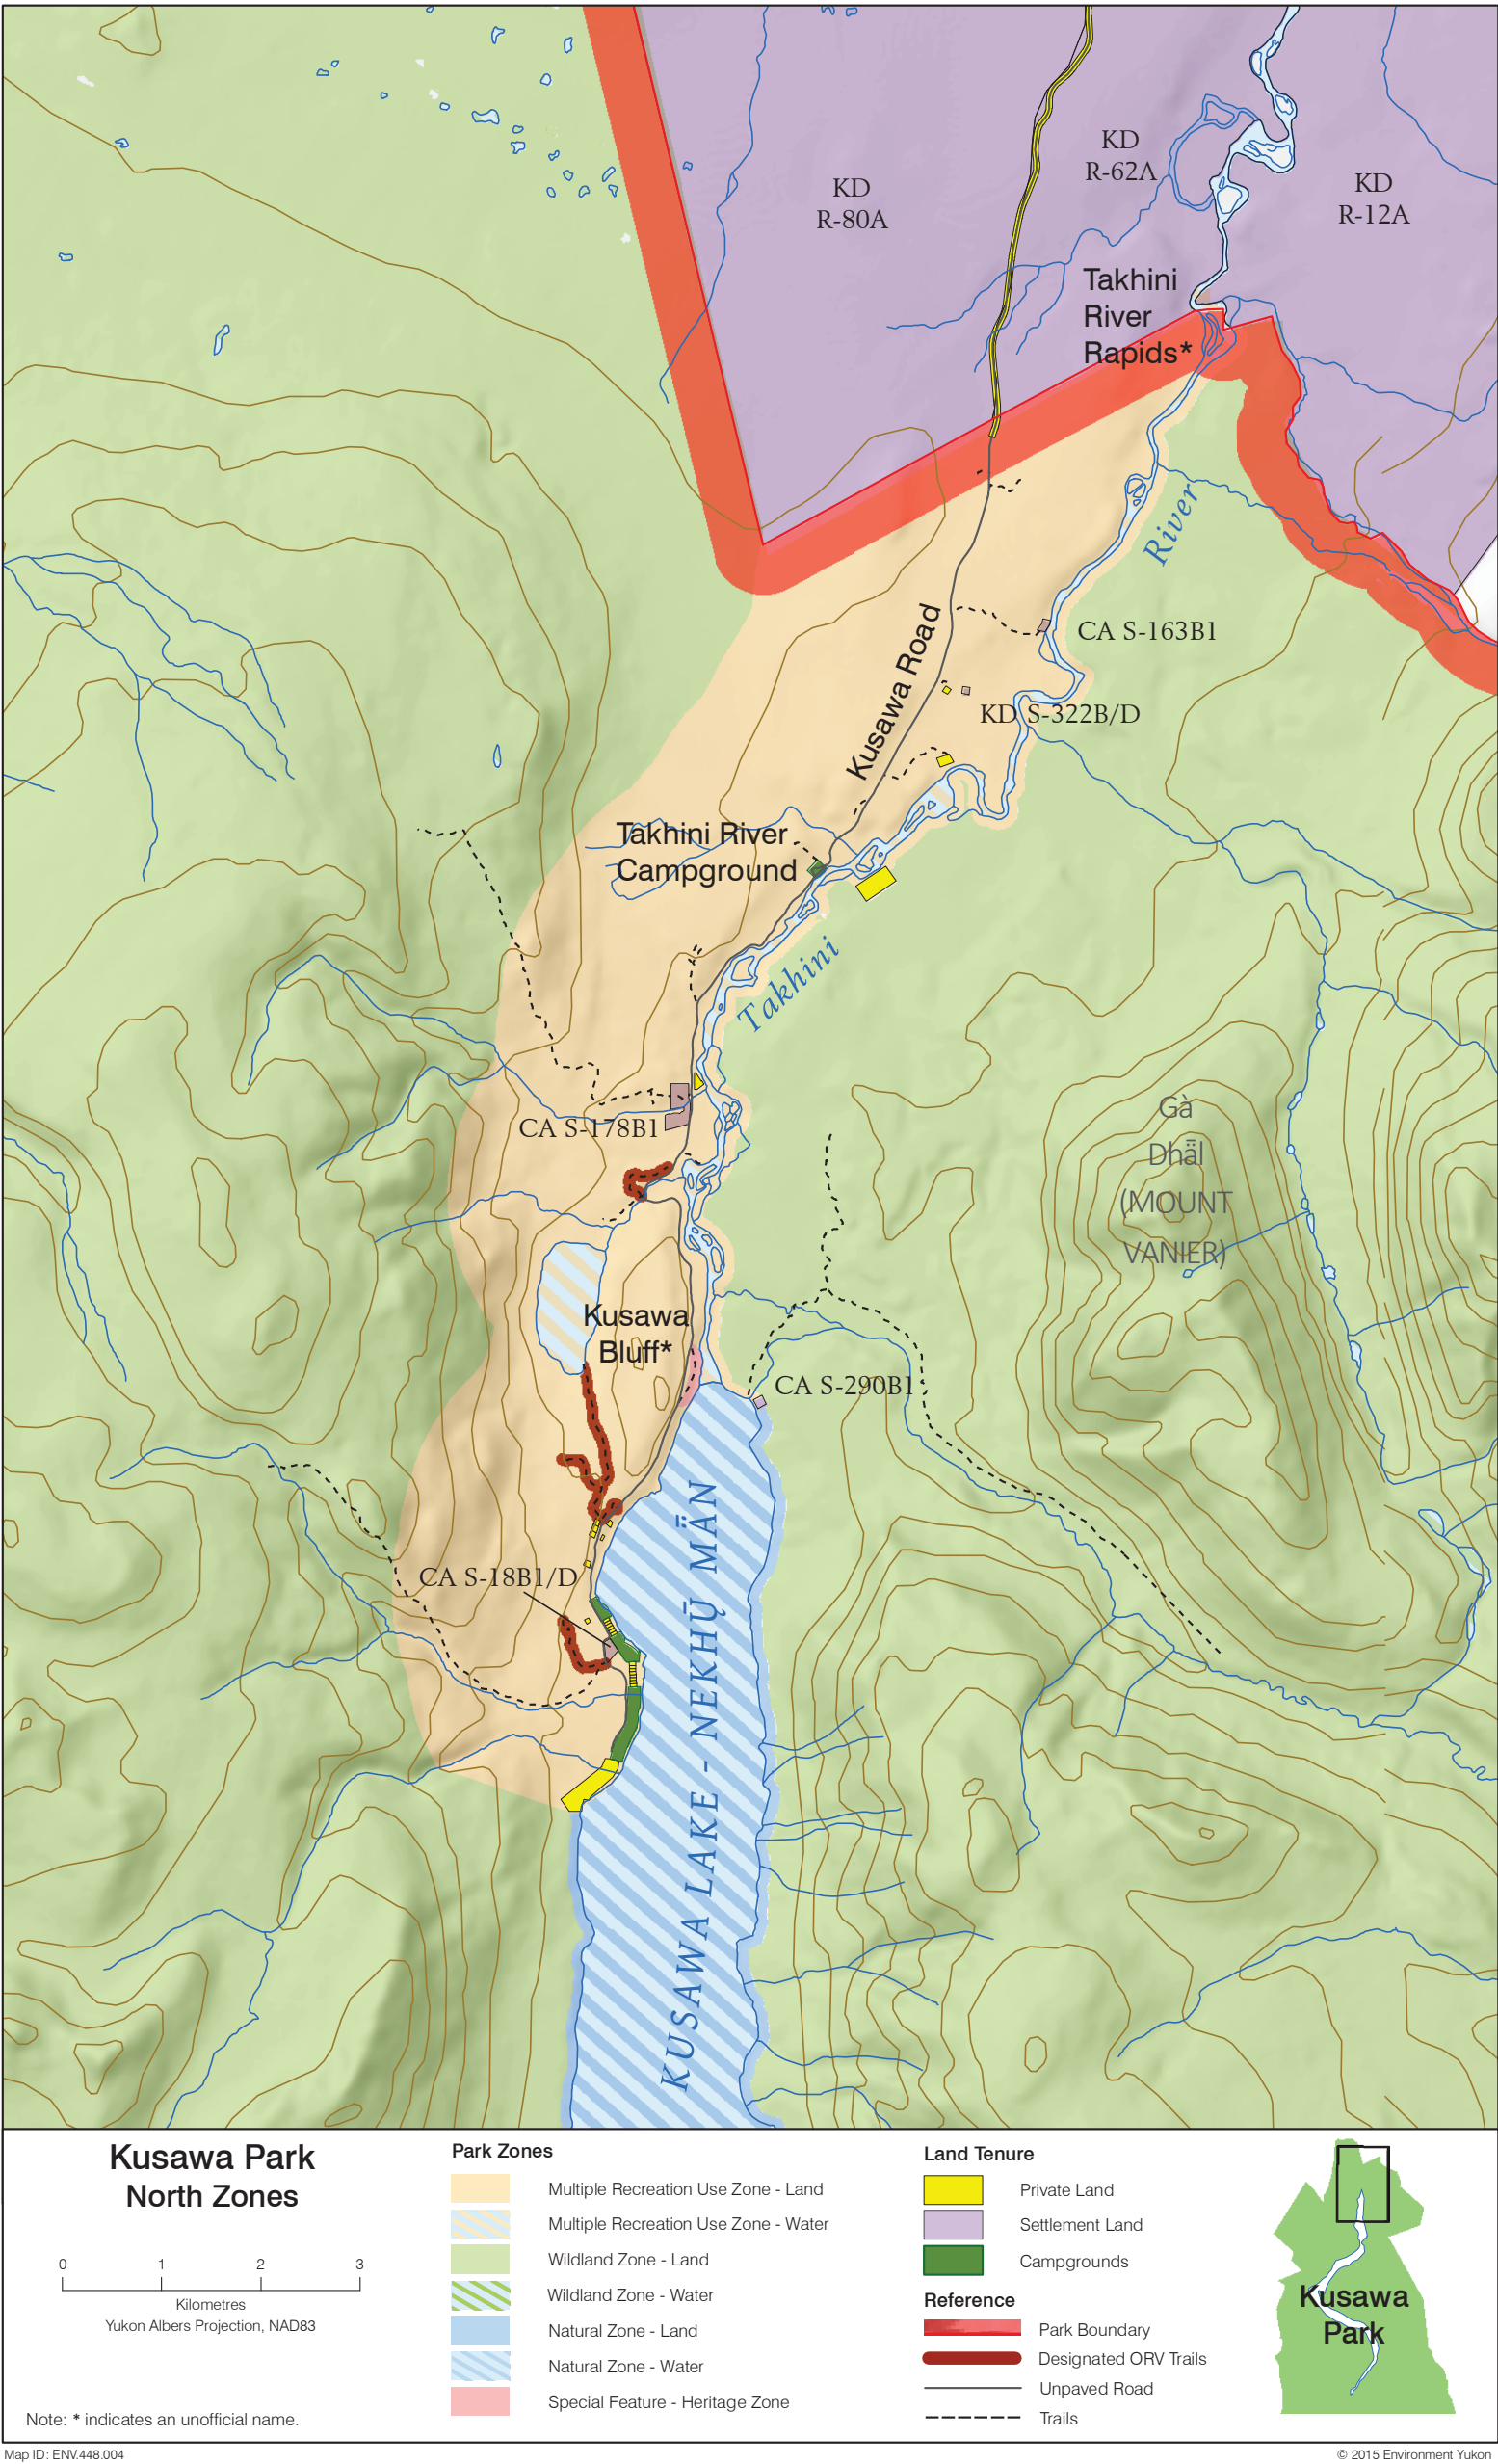 KD
R-80A
KD
R-62A
KD
R-12A
Takhini
River
Rapids*
River
CA S-163B1
Kusawa Road
KD S-322B/D
Takhini River
Campground
Takhini
Gà
Dhǟl
(MOUNT
VANIER)
CA S-178B1
Kusawa
Bluff*
CA S-290B1
CA S-18B1/D
KUSAWA LAKE - NEKHŲ̄ MÄN
Kusawa Park
North Zones
0 1 2 3
Kilometres
Yukon Albers Projection, NAD83
Note: * indicates an unofficial name.
Park Zones
Multiple Recreation Use Zone - Land
Multiple Recreation Use Zone - Water
Wildland Zone - Land
Wildland Zone - Water
Natural Zone - Land
Natural Zone - Water
Special Feature - Heritage Zone
Land Tenure
Private Land
Settlement Land
Campgrounds
Reference
Park Boundary
Designated ORV Trails
Unpaved Road
Trails
Kusawa
Park
Map ID: ENV.448.004
© 2015 Environment Yukon